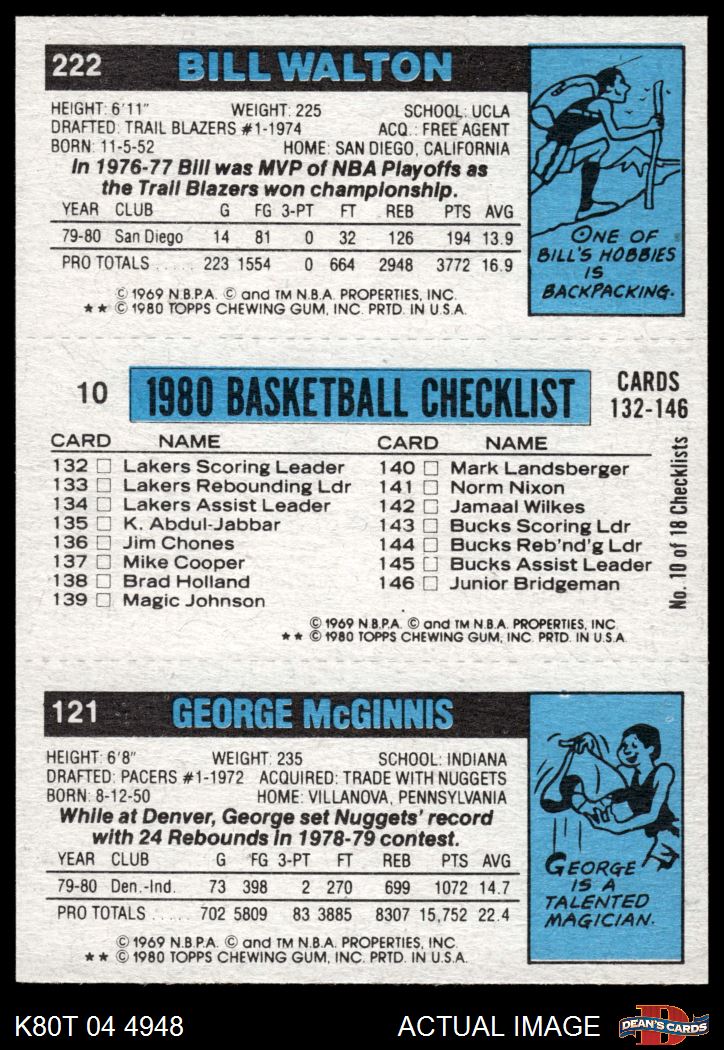 222 BILL WALTON
HEIGHT: 6'11" WEIGHT: 225 SCHOOL: UCLA
DRAFTED: TRAIL BLAZERS #1-1974 ACQ.: FREE AGENT
BORN: 11-5-52 HOME: SAN DIEGO, CALIFORNIA
In 1976-77 Bill was MVP of NBA Playoffs as
the Trail Blazers won championship.
YEAR CLUB G FG 3-PT FT REB PTS AVG
79-80 San Diego 14 81 0 32 126 194 13.9
PRO TOTALS ..... 223 1554 0 664 2948 3772 16.9
© 1969 N.B.P.A. © and TM N.B.A. PROPERTIES, INC.
★★ © 1980 TOPPS CHEWING GUM, INC. PRTD. IN U.S.A.
ONE OF
BILL'S HOBBIES
IS
BACKPACKING.
10 1980 BASKETBALL CHECKLIST CARDS
132-146
CARD NAME
132 □ Lakers Scoring Leader
133 □ Lakers Rebounding Ldr
134 □ Lakers Assist Leader
135 □ K. Abdul-Jabbar
136 □ Jim Chones
137 □ Mike Cooper
138 □ Brad Holland
139 □ Magic Johnson
CARD NAME
140 □ Mark Landsberger
141 □ Norm Nixon
142 □ Jamaal Wilkes
143 □ Bucks Scoring Ldr
144 □ Bucks Reb'nd'g Ldr
145 □ Bucks Assist Leader
146 □ Junior Bridgeman
No. 10 of 18 Checklists
© 1969 N.B.P.A. © and TM N.B.A. PROPERTIES, INC.
★★ © 1980 TOPPS CHEWING GUM, INC. PRTD. IN U.S.A.
121 GEORGE McGINNIS
HEIGHT: 6'8" WEIGHT: 235 SCHOOL: INDIANA
DRAFTED: PACERS #1-1972 ACQUIRED: TRADE WITH NUGGETS
BORN: 8-12-50 HOME: VILLANOVA, PENNSYLVANIA
While at Denver, George set Nuggets' record
with 24 Rebounds in 1978-79 contest.
YEAR CLUB G FG 3-PT FT REB PTS AVG
79-80 Den.-Ind. 73 398 2 270 699 1072 14.7
PRO TOTALS ..... 702 5809 83 3885 8307 15,752 22.4
© 1969 N.B.P.A. © and TM N.B.A. PROPERTIES, INC.
★★ © 1980 TOPPS CHEWING GUM, INC. PRTD. IN U.S.A.
GEORGE
IS A
TALENTED
MAGICIAN.
K80T 04 4948 ACTUAL IMAGE D DEAN'S CARDS